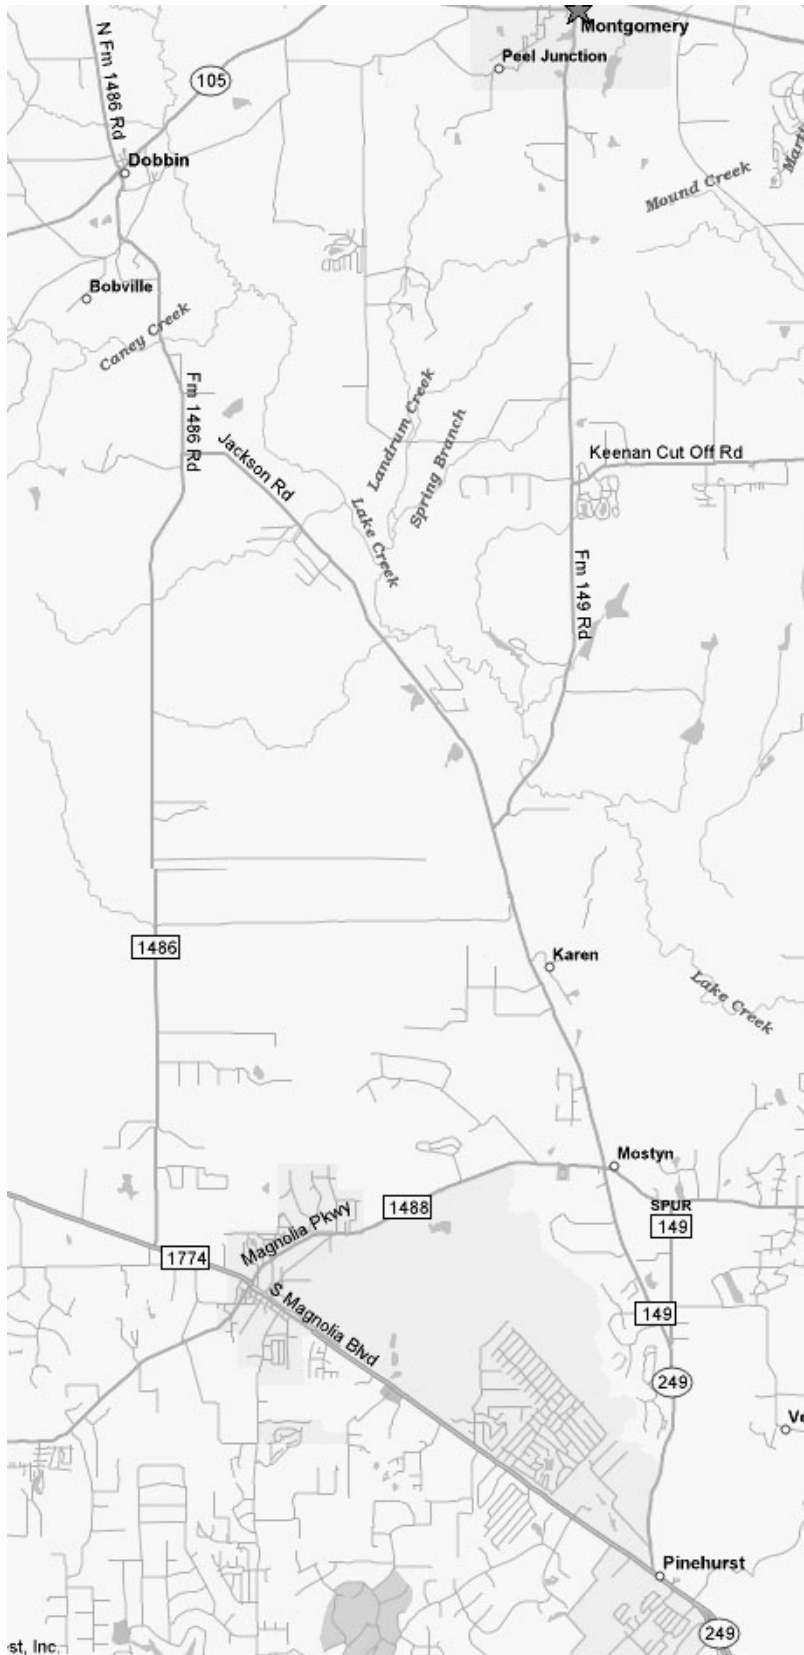 Montgomery
N Fm 1486 Rd
Peel Junction
105
Dobbin
Mound Creek
Bobville
Caney Creek
Fm 1486 Rd
Jackson Rd
Landrum Creek
Spring Branch
Keenan Cut Off Rd
Lake Creek
Fm 149 Rd
1486
Karen
Lake Creek
Mostyn
1488
SPUR
149
Magnolia Pkwy
1774
S Magnolia Blvd
149
249
Pinehurst
249
st, Inc.